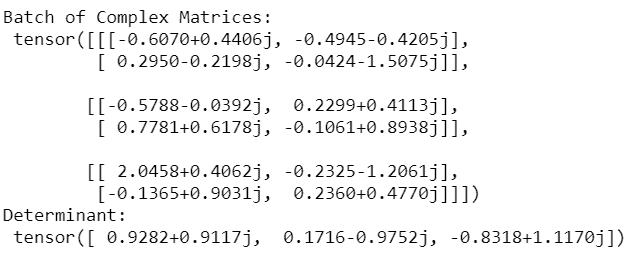 Batch of Complex Matrices:
 tensor([[[-0.6070+0.4406j, -0.4945-0.4205j],
         [ 0.2950-0.2198j, -0.0424-1.5075j]],

        [[-0.5788-0.0392j,  0.2299+0.4113j],
         [ 0.7781+0.6178j, -0.1061+0.8938j]],

        [[ 2.0458+0.4062j, -0.2325-1.2061j],
         [-0.1365+0.9031j,  0.2360+0.4770j]]])
Determinant:
 tensor([ 0.9282+0.9117j,  0.1716-0.9752j, -0.8318+1.1170j])